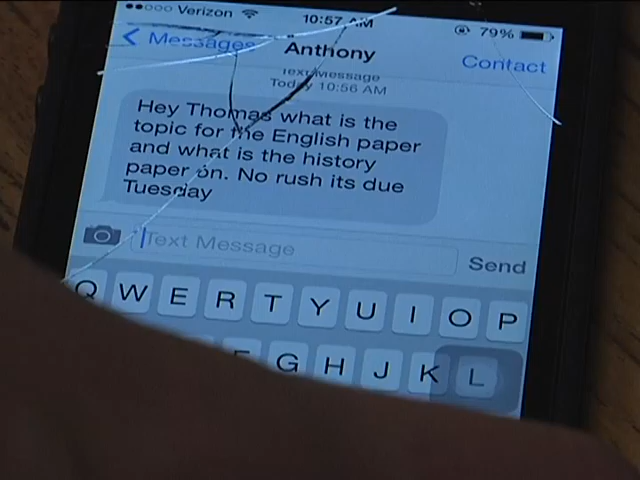 Verizon 10:57 AM 79%
Messages Anthony Contact
Text Message
Today 10:56 AM
Hey Thomas what is the
topic for the English paper
and what is the history
paper on. No rush its due
Tuesday
Text Message Send
Q W E R T Y U I O P
G H J K L